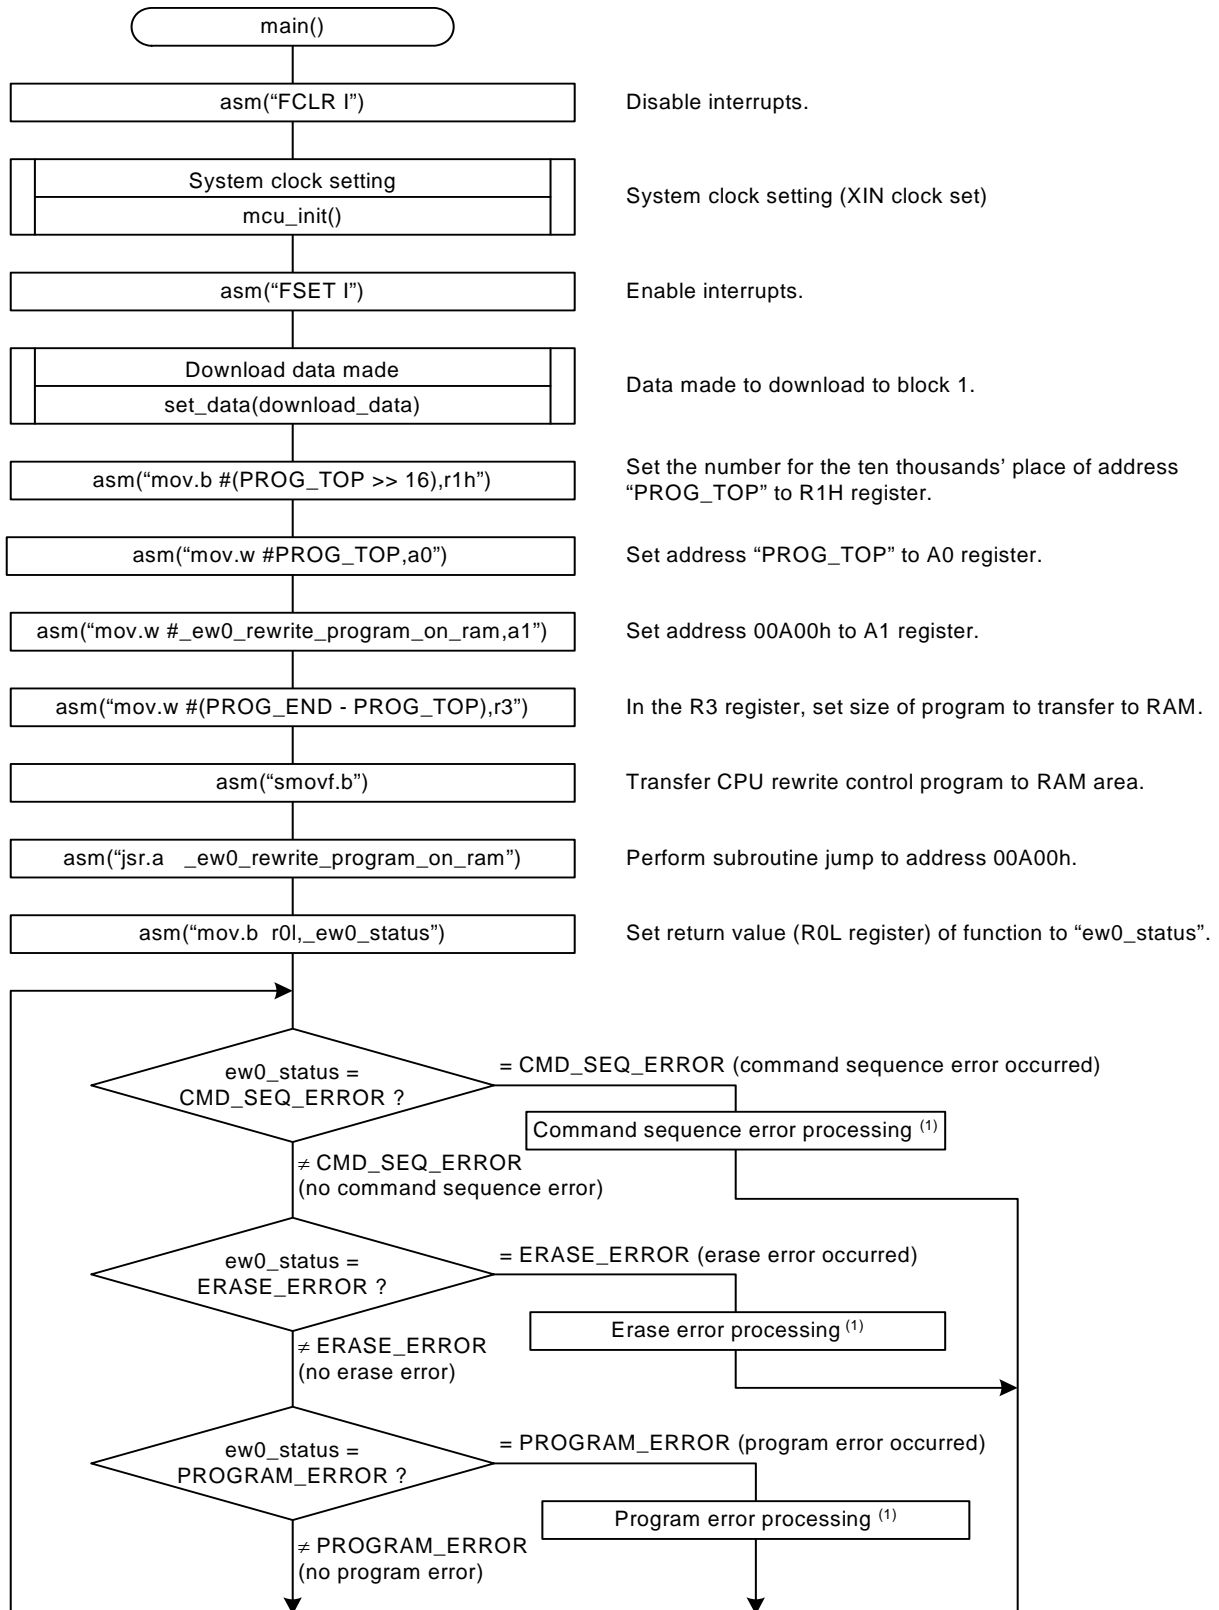 main()
asm(“FCLR I”)
Disable interrupts.
System clock setting
mcu_init()
System clock setting (XIN clock set)
asm(“FSET I”)
Enable interrupts.
Download data made
set_data(download_data)
Data made to download to block 1.
asm(“mov.b #(PROG_TOP >> 16),r1h”)
Set the number for the ten thousands’ place of address
“PROG_TOP” to R1H register.
asm(“mov.w #PROG_TOP,a0”)
Set address “PROG_TOP” to A0 register.
asm(“mov.w #_ew0_rewrite_program_on_ram,a1”)
Set address 00A00h to A1 register.
asm(“mov.w #(PROG_END - PROG_TOP),r3”)
In the R3 register, set size of program to transfer to RAM.
asm(“smovf.b”)
Transfer CPU rewrite control program to RAM area.
asm(“jsr.a   _ew0_rewrite_program_on_ram”)
Perform subroutine jump to address 00A00h.
asm(“mov.b  r0l,_ew0_status”)
Set return value (R0L register) of function to “ew0_status”.
ew0_status =
CMD_SEQ_ERROR ?
= CMD_SEQ_ERROR (command sequence error occurred)
Command sequence error processing (1)
≠ CMD_SEQ_ERROR
(no command sequence error)
ew0_status =
ERASE_ERROR ?
= ERASE_ERROR (erase error occurred)
Erase error processing (1)
≠ ERASE_ERROR
(no erase error)
ew0_status =
PROGRAM_ERROR ?
= PROGRAM_ERROR (program error occurred)
Program error processing (1)
≠ PROGRAM_ERROR
(no program error)